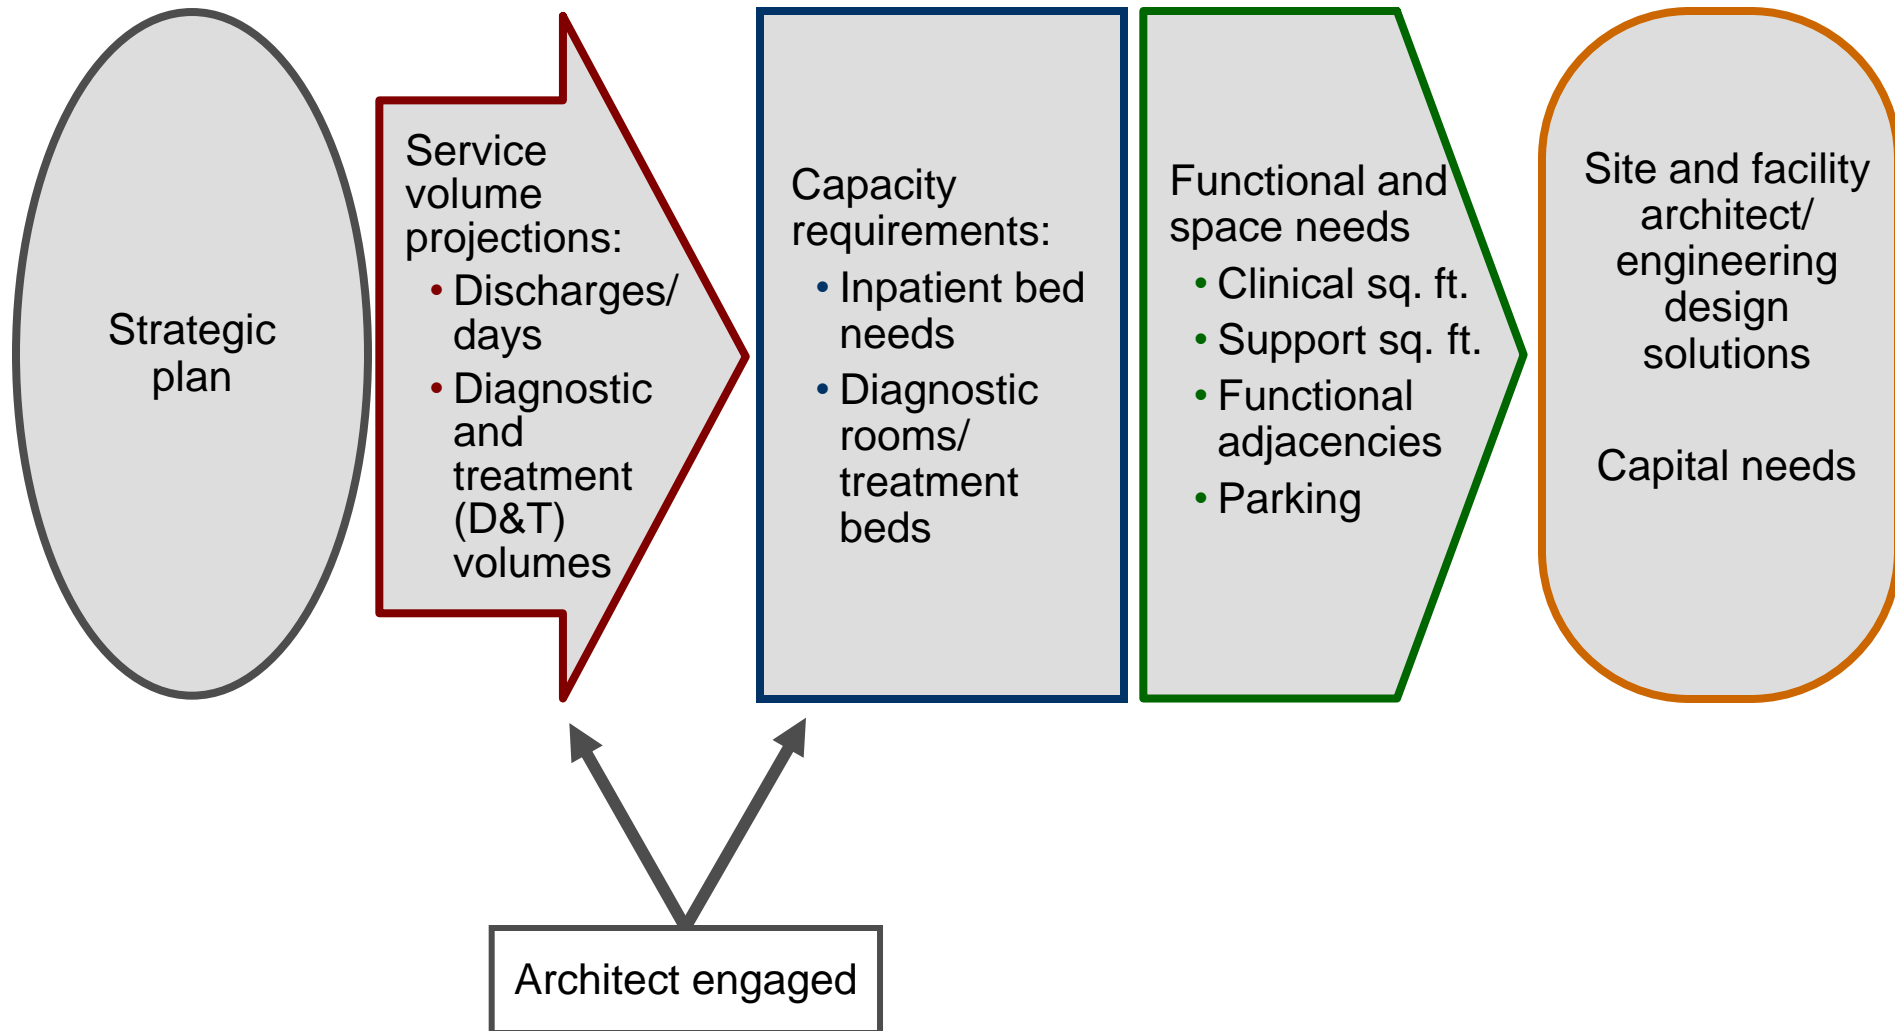 Strategic
plan
Service
volume
projections:
• Discharges/
days
• Diagnostic
and
treatment
(D&T)
volumes
Capacity
requirements:
• Inpatient bed
needs
• Diagnostic
rooms/
treatment
beds
Functional and
space needs
• Clinical sq. ft.
• Support sq. ft.
• Functional
adjacencies
• Parking
Site and facility
architect/
engineering
design
solutions
Capital needs
Architect engaged